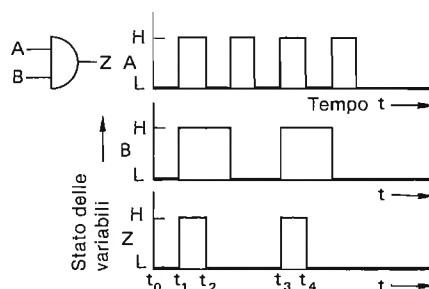 A
B
Z
H
A
L
Tempo t
H
B
L
t
Stato delle
variabili
H
Z
L
t
t0 t1 t2 t3 t4